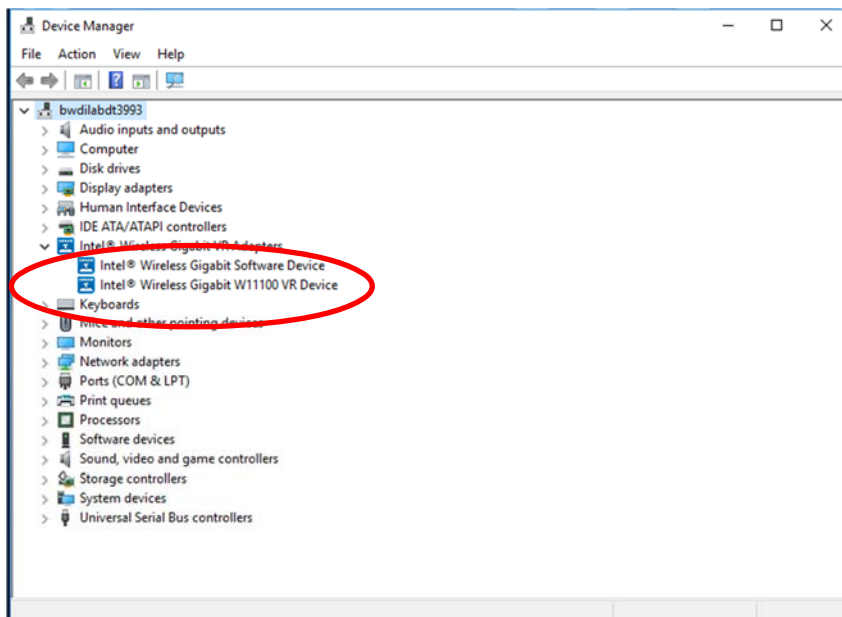 Device Manager
File Action View Help
bwdilabdt3993
Audio inputs and outputs
Computer
Disk drives
Display adapters
Human Interface Devices
IDE ATA/ATAPI controllers
Intel® Wireless Gigabit VR Adapters
Intel® Wireless Gigabit Software Device
Intel® Wireless Gigabit W11100 VR Device
Keyboards
Mice and other pointing devices
Monitors
Network adapters
Ports (COM & LPT)
Print queues
Processors
Software devices
Sound, video and game controllers
Storage controllers
System devices
Universal Serial Bus controllers